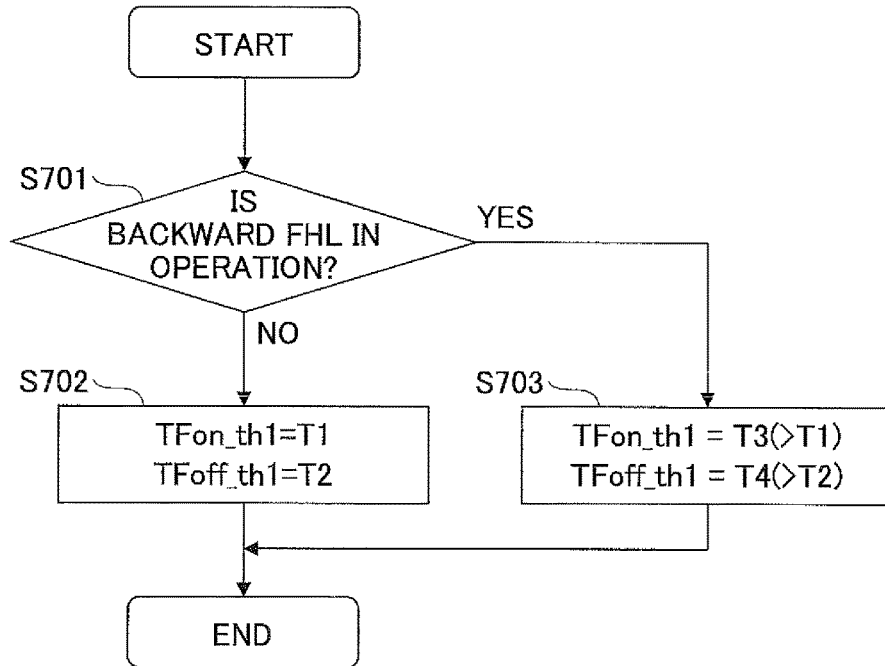 START
S701
IS
BACKWARD FHL IN
OPERATION?
YES
NO
S702
TFon_th1=T1
TFoff_th1=T2
S703
TFon_th1 = T3(>T1)
TFoff_th1 = T4(>T2)
END